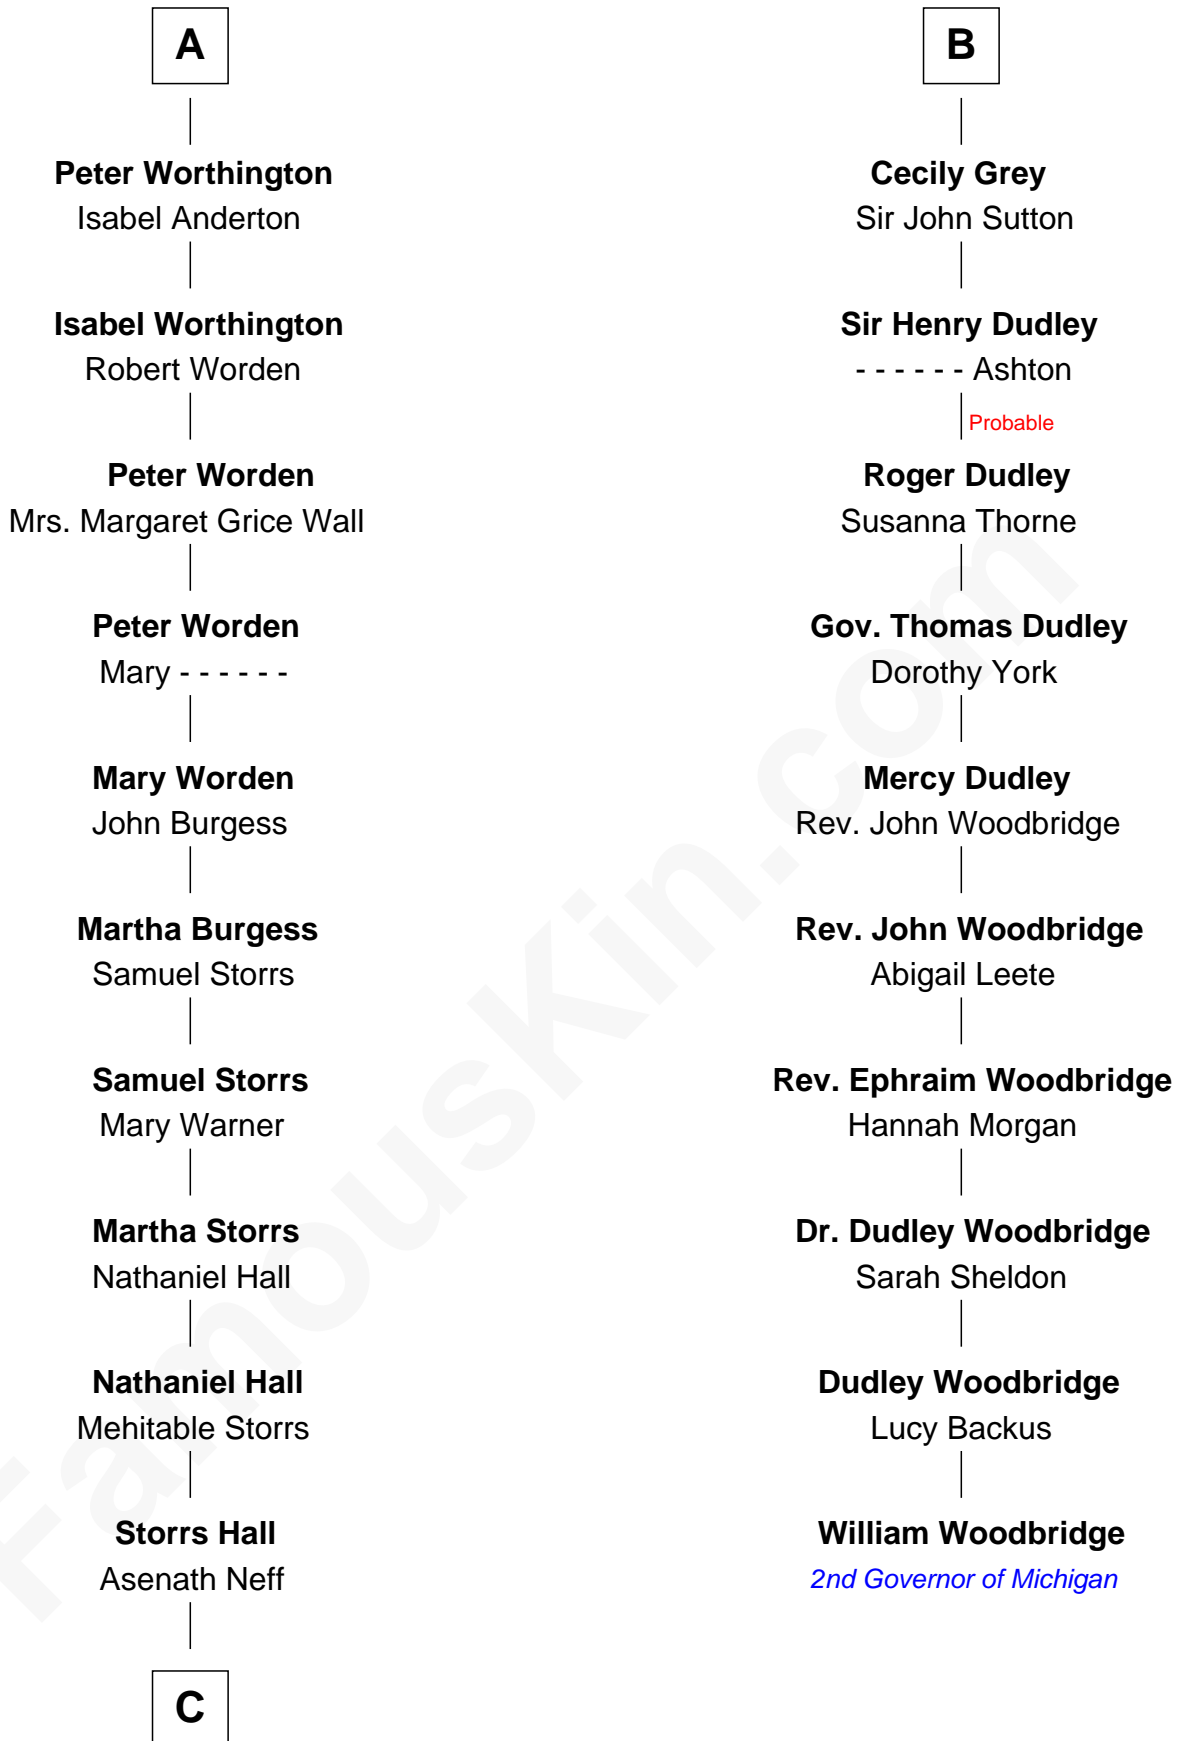 A
Peter Worthington
Isabel Anderton
Isabel Worthington
Robert Worden
Peter Worden
Mrs. Margaret Grice Wall
Peter Worden
Mary - - - - - -
Mary Worden
John Burgess
Martha Burgess
Samuel Storrs
Samuel Storrs
Mary Warner
Martha Storrs
Nathaniel Hall
Nathaniel Hall
Mehitable Storrs
Storrs Hall
Asenath Neff
C
B
Cecily Grey
Sir John Sutton
Sir Henry Dudley
- - - - - - Ashton
Probable
Roger Dudley
Susanna Thorne
Gov. Thomas Dudley
Dorothy York
Mercy Dudley
Rev. John Woodbridge
Rev. John Woodbridge
Abigail Leete
Rev. Ephraim Woodbridge
Hannah Morgan
Dr. Dudley Woodbridge
Sarah Sheldon
Dudley Woodbridge
Lucy Backus
William Woodbridge
2nd Governor of Michigan
FamousKin.com